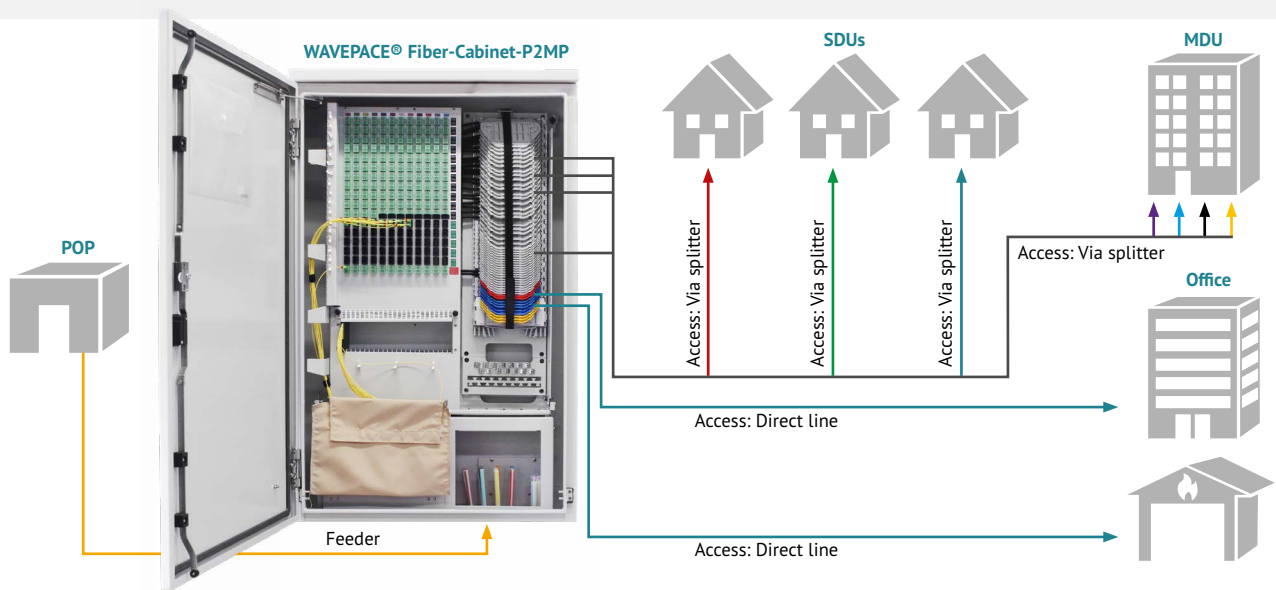 WAVEPACE® Fiber-Cabinet-P2MP
SDUs
MDU
POP
Access: Via splitter
Access: Via splitter
Access: Via splitter
Access: Via splitter
Office
Access: Direct line
Feeder
Access: Direct line